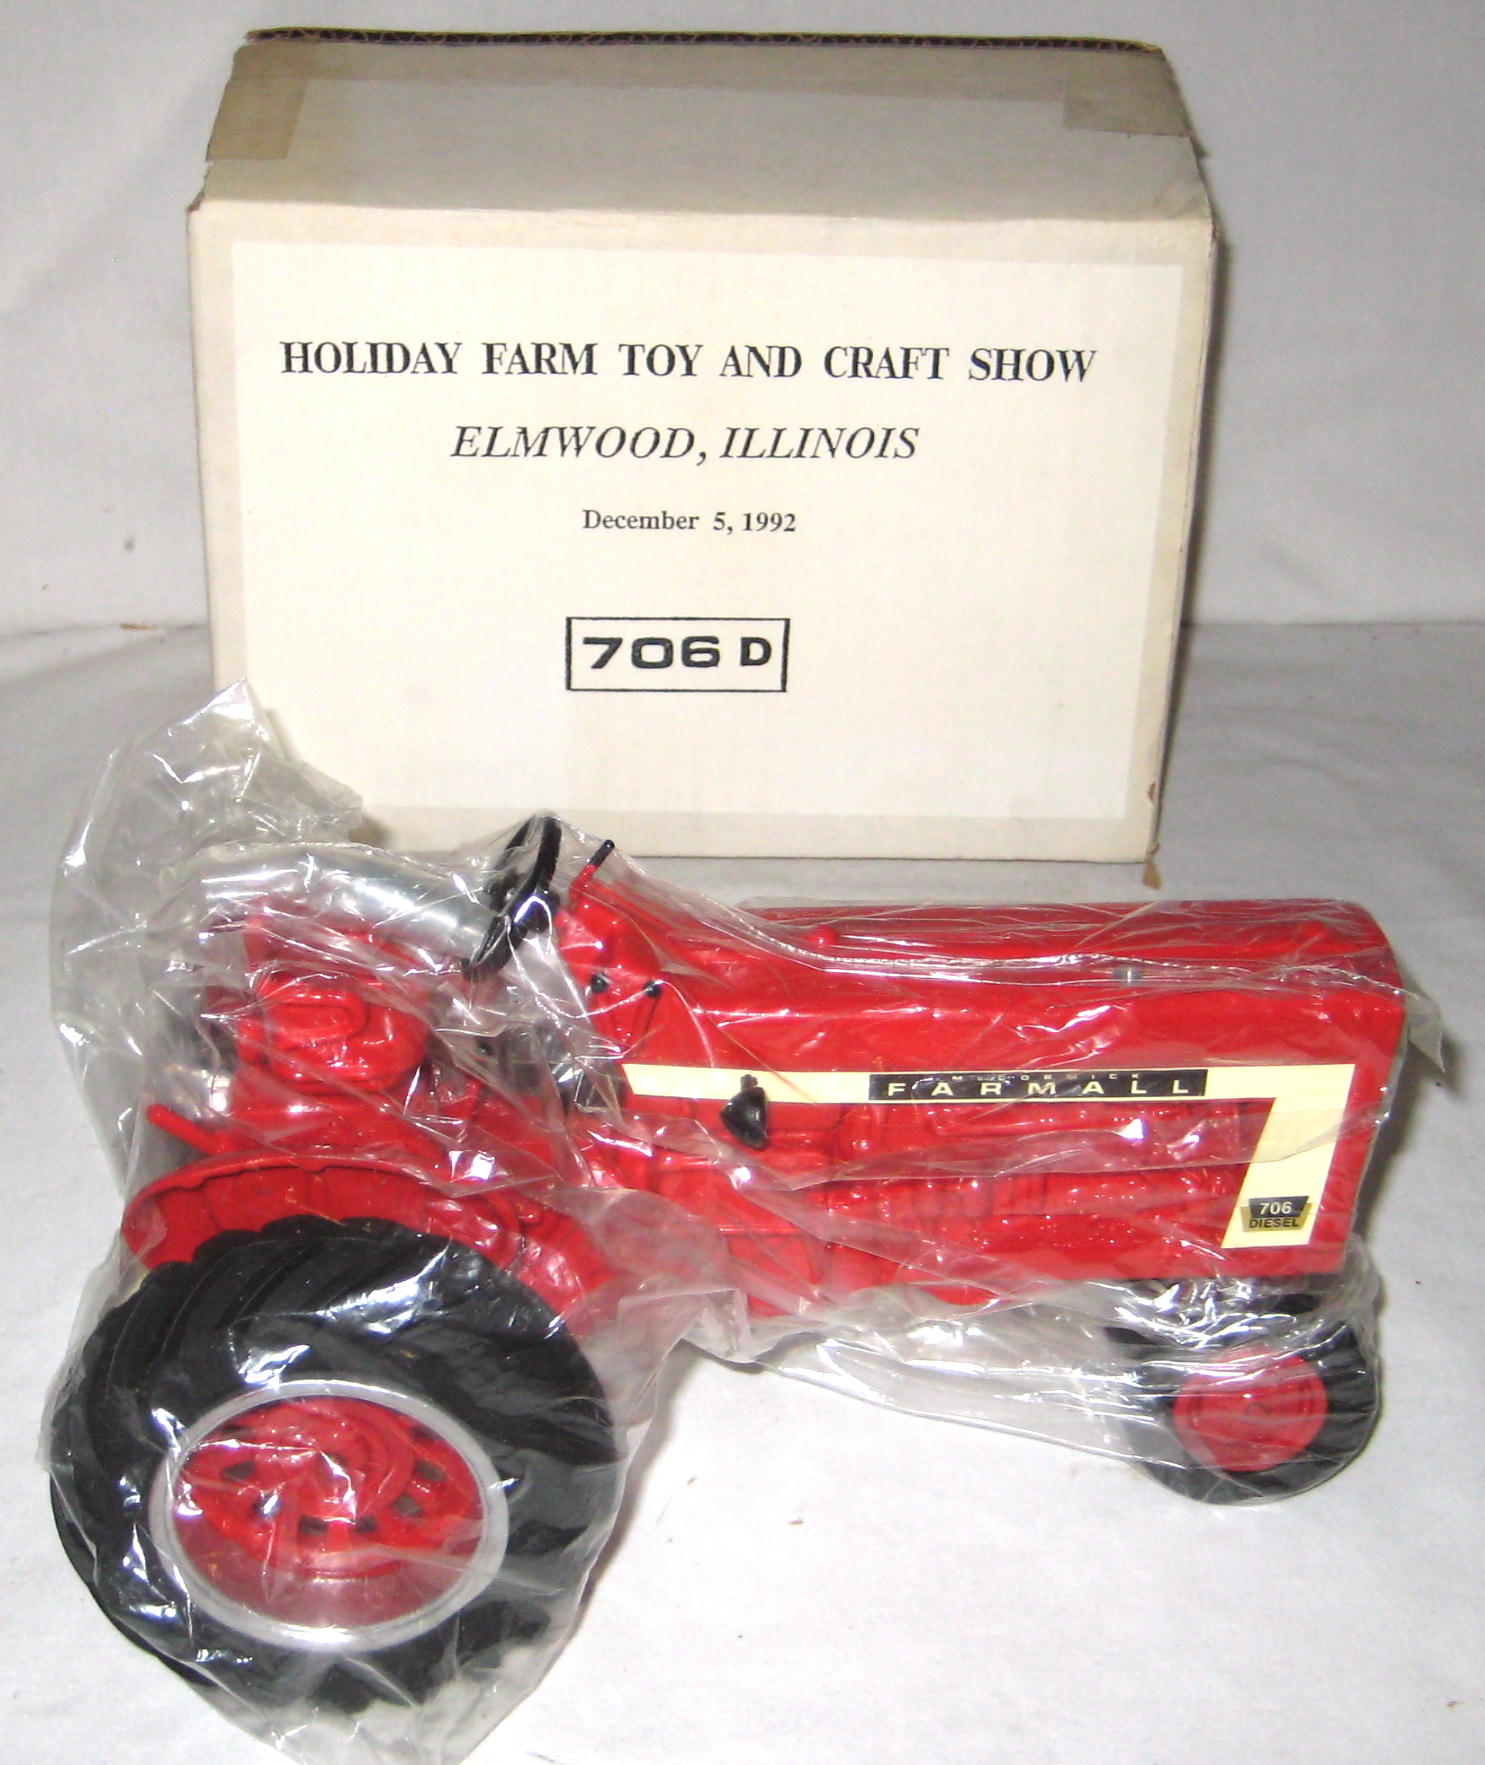 HOLIDAY FARM TOY AND CRAFT SHOW
ELMWOOD, ILLINOIS
December 5, 1992
706 D
McCORMICK
FARMALL
706
DIESEL